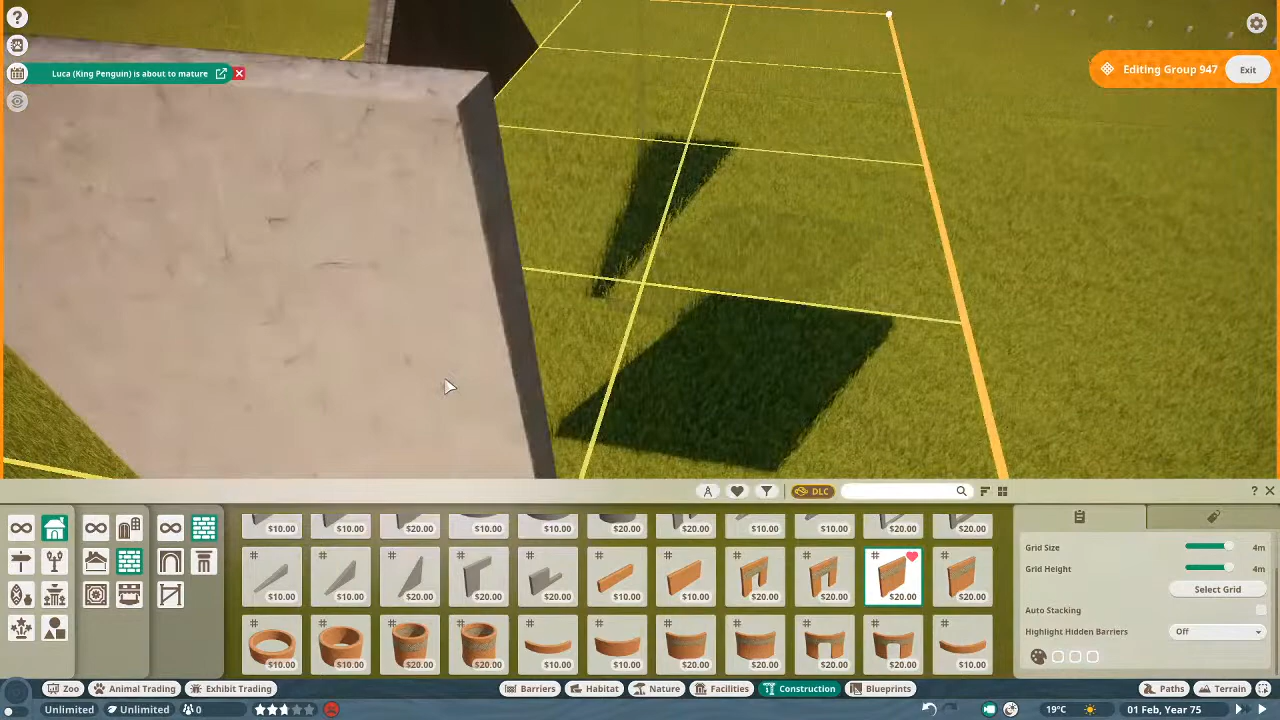 ?
Luca (King Penguin) is about to mature
Editing Group 947
Exit
A
DLC
?
$10.00
$10.00
$20.00
$10.00
$10.00
$20.00
$20.00
$10.00
$20.00
$20.00
$20.00
$10.00
$10.00
$20.00
$20.00
$20.00
$10.00
$10.00
$20.00
$20.00
$20.00
$20.00
$10.00
$10.00
$20.00
$20.00
$10.00
$10.00
$20.00
$20.00
$20.00
$20.00
$10.00
Grid Size
4m
Grid Height
4m
Select Grid
Auto Stacking
Highlight Hidden Barriers
Off
Zoo
Animal Trading
Exhibit Trading
Barriers
Habitat
Nature
Facilities
Construction
Blueprints
Paths
Terrain
Unlimited
Unlimited
0
19°C
01 Feb, Year 75